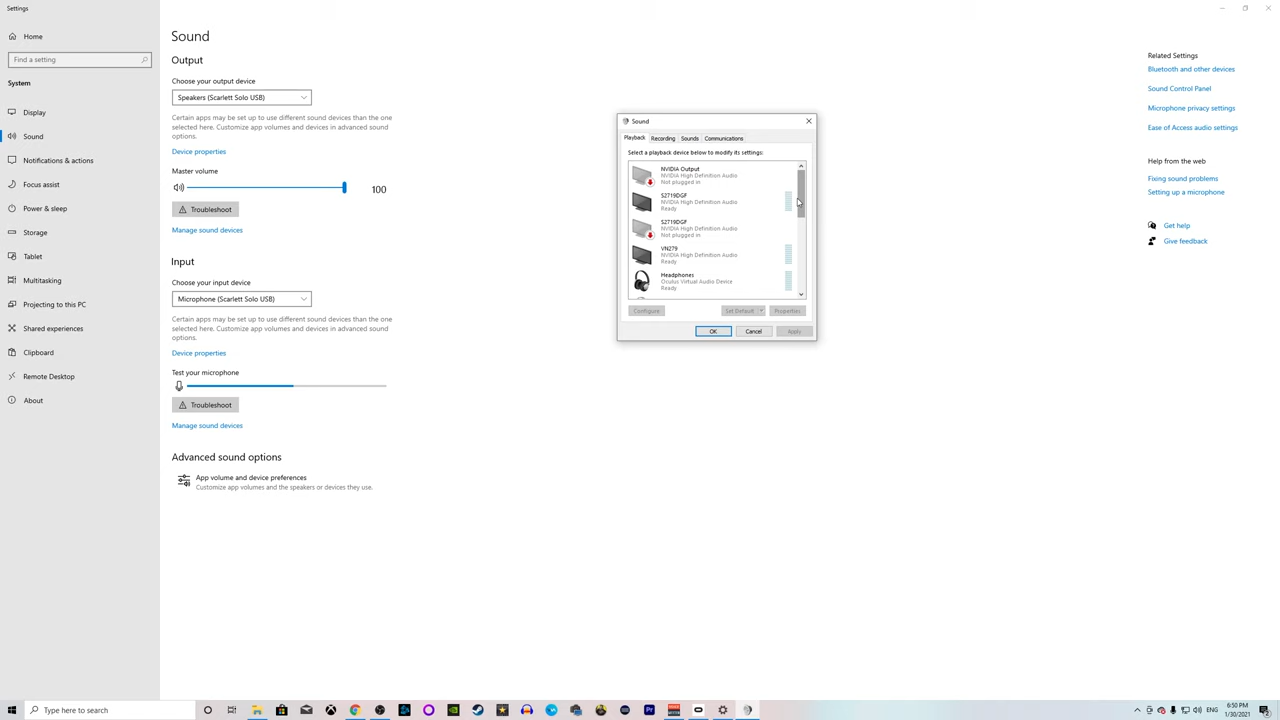 Settings
Home
Find a setting
System
Display
Sound
Notifications & actions
Focus assist
Power & sleep
Storage
Tablet
Multitasking
Projecting to this PC
Shared experiences
Clipboard
Remote Desktop
About
Sound
Output
Choose your output device
Speakers (Scarlett Solo USB)
Certain apps may be set to use different sound devices than the one
selected here. Customize app volumes and devices in advanced sound
options.
Device properties
Master volume
100
Troubleshoot
Manage sound devices
Input
Choose your input device
Microphone (Scarlett Solo USB)
Certain apps may be set to use different sound devices than the one
selected here. Customize app volumes and devices in advanced sound
options.
Device properties
Test your microphone
Troubleshoot
Manage sound devices
Advanced sound options
App volume and device preferences
Customize app volumes and the speakers or devices they use.
Sound
Playback Recording Sounds Communications
Select a playback device below to modify its settings:
NVIDIA Output
NVIDIA High Definition Audio
Not plugged in
S2719DGF
NVIDIA High Definition Audio
Ready
S2719DGF
NVIDIA High Definition Audio
Not plugged in
VN279
NVIDIA High Definition Audio
Ready
Headphones
Oculus Virtual Audio Device
Ready
Configure Set Default Properties
OK Cancel Apply
Related Settings
Bluetooth and other devices
Sound Control Panel
Microphone privacy settings
Ease of Access audio settings
Help from the web
Fixing sound problems
Setting up a microphone
Get help
Give feedback
Type here to search
Pr
ENG
6:50 PM
1/30/2021